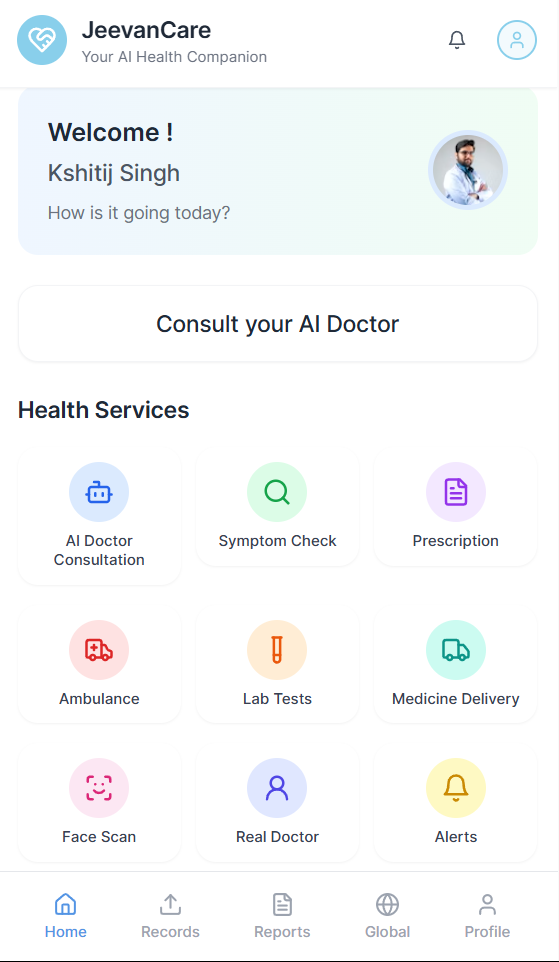 JeevanCare
Your AI Health Companion
Welcome !
Kshitij Singh
How is it going today?
Consult your AI Doctor
Health Services
AI Doctor
Consultation
Symptom Check
Prescription
Ambulance
Lab Tests
Medicine Delivery
Face Scan
Real Doctor
Alerts
Home
Records
Reports
Global
Profile